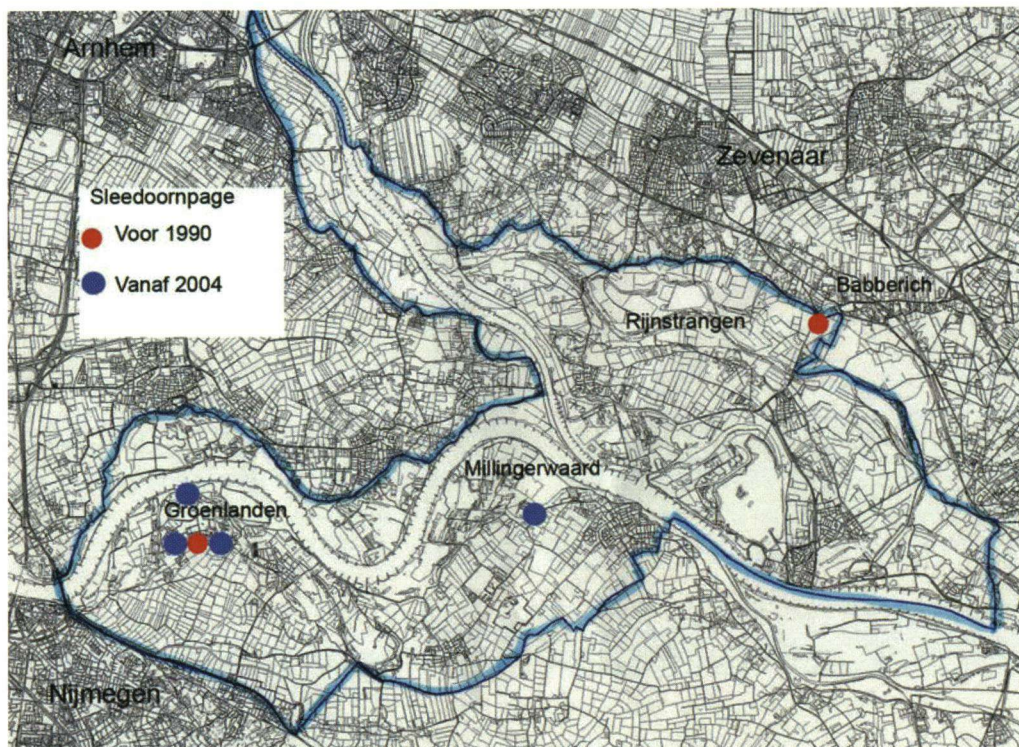 Arnhem
Zevenaar
Sleedoornpage
Voor 1990
Vanaf 2004
Babberich
Rijnstrangen
Millingerwaard
Groenlanden
Nijmegen